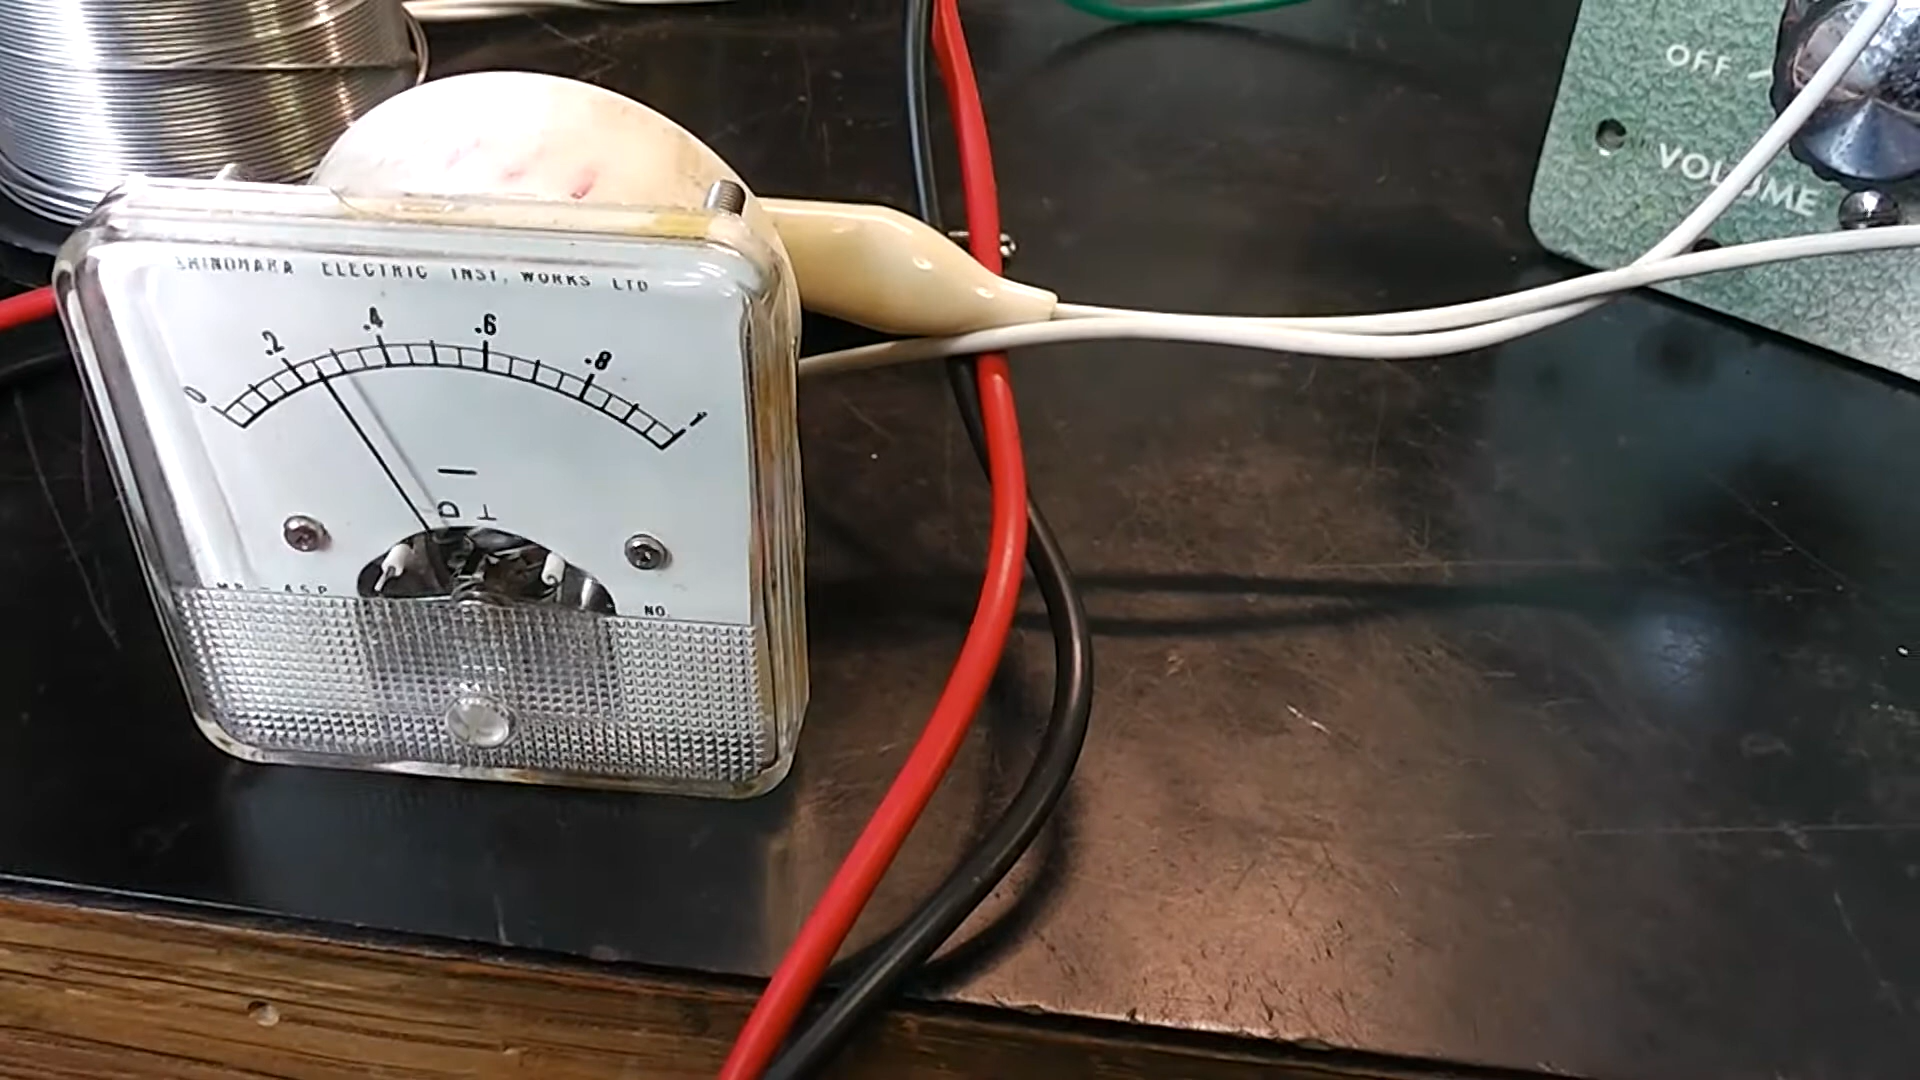 OFF
VOLUME
SHINOHARA ELECTRIC INST, WORKS LTD
0 .2 .4 .6 .8 1
NO.